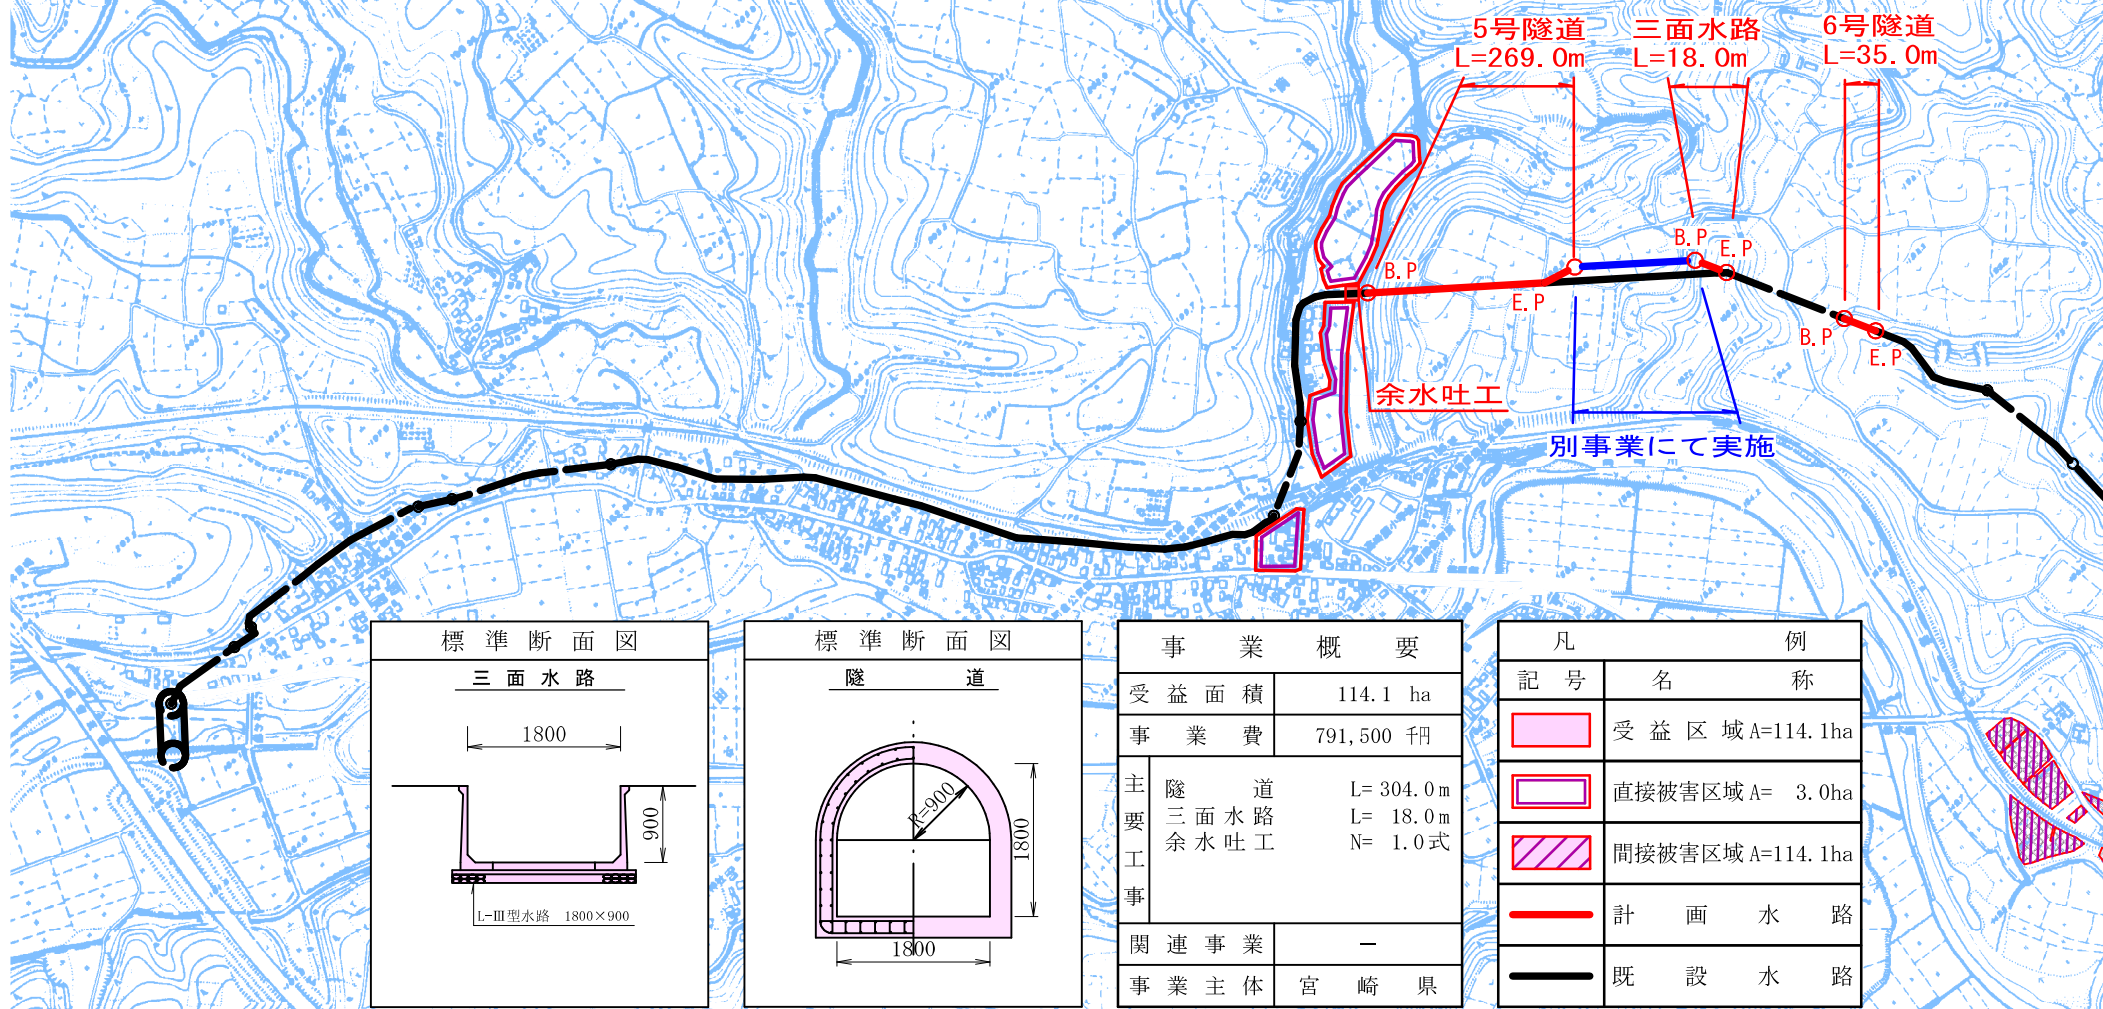 5号隧道
L=269.0m
三面水路
L=18.0m
6号隧道
L=35.0m
B.P
E.P
B.P
E.P
B.P
E.P
余水吐工
別事業にて実施
標準断面図
三面水路
1800
900
L-Ⅲ型水路 1800×900
標準断面図
隧道
R=900
1800
1800
事業概要
受益面積 114.1 ha
事業費 791,500 千円
主要工事
隧道 L= 304.0m
三面水路 L= 18.0m
余水吐工 N= 1.0式
関連事業 －
事業主体 宮崎県
凡例
記号 名称
受益区域 A=114.1ha
直接被害区域 A= 3.0ha
間接被害区域 A=114.1ha
計画水路
既設水路